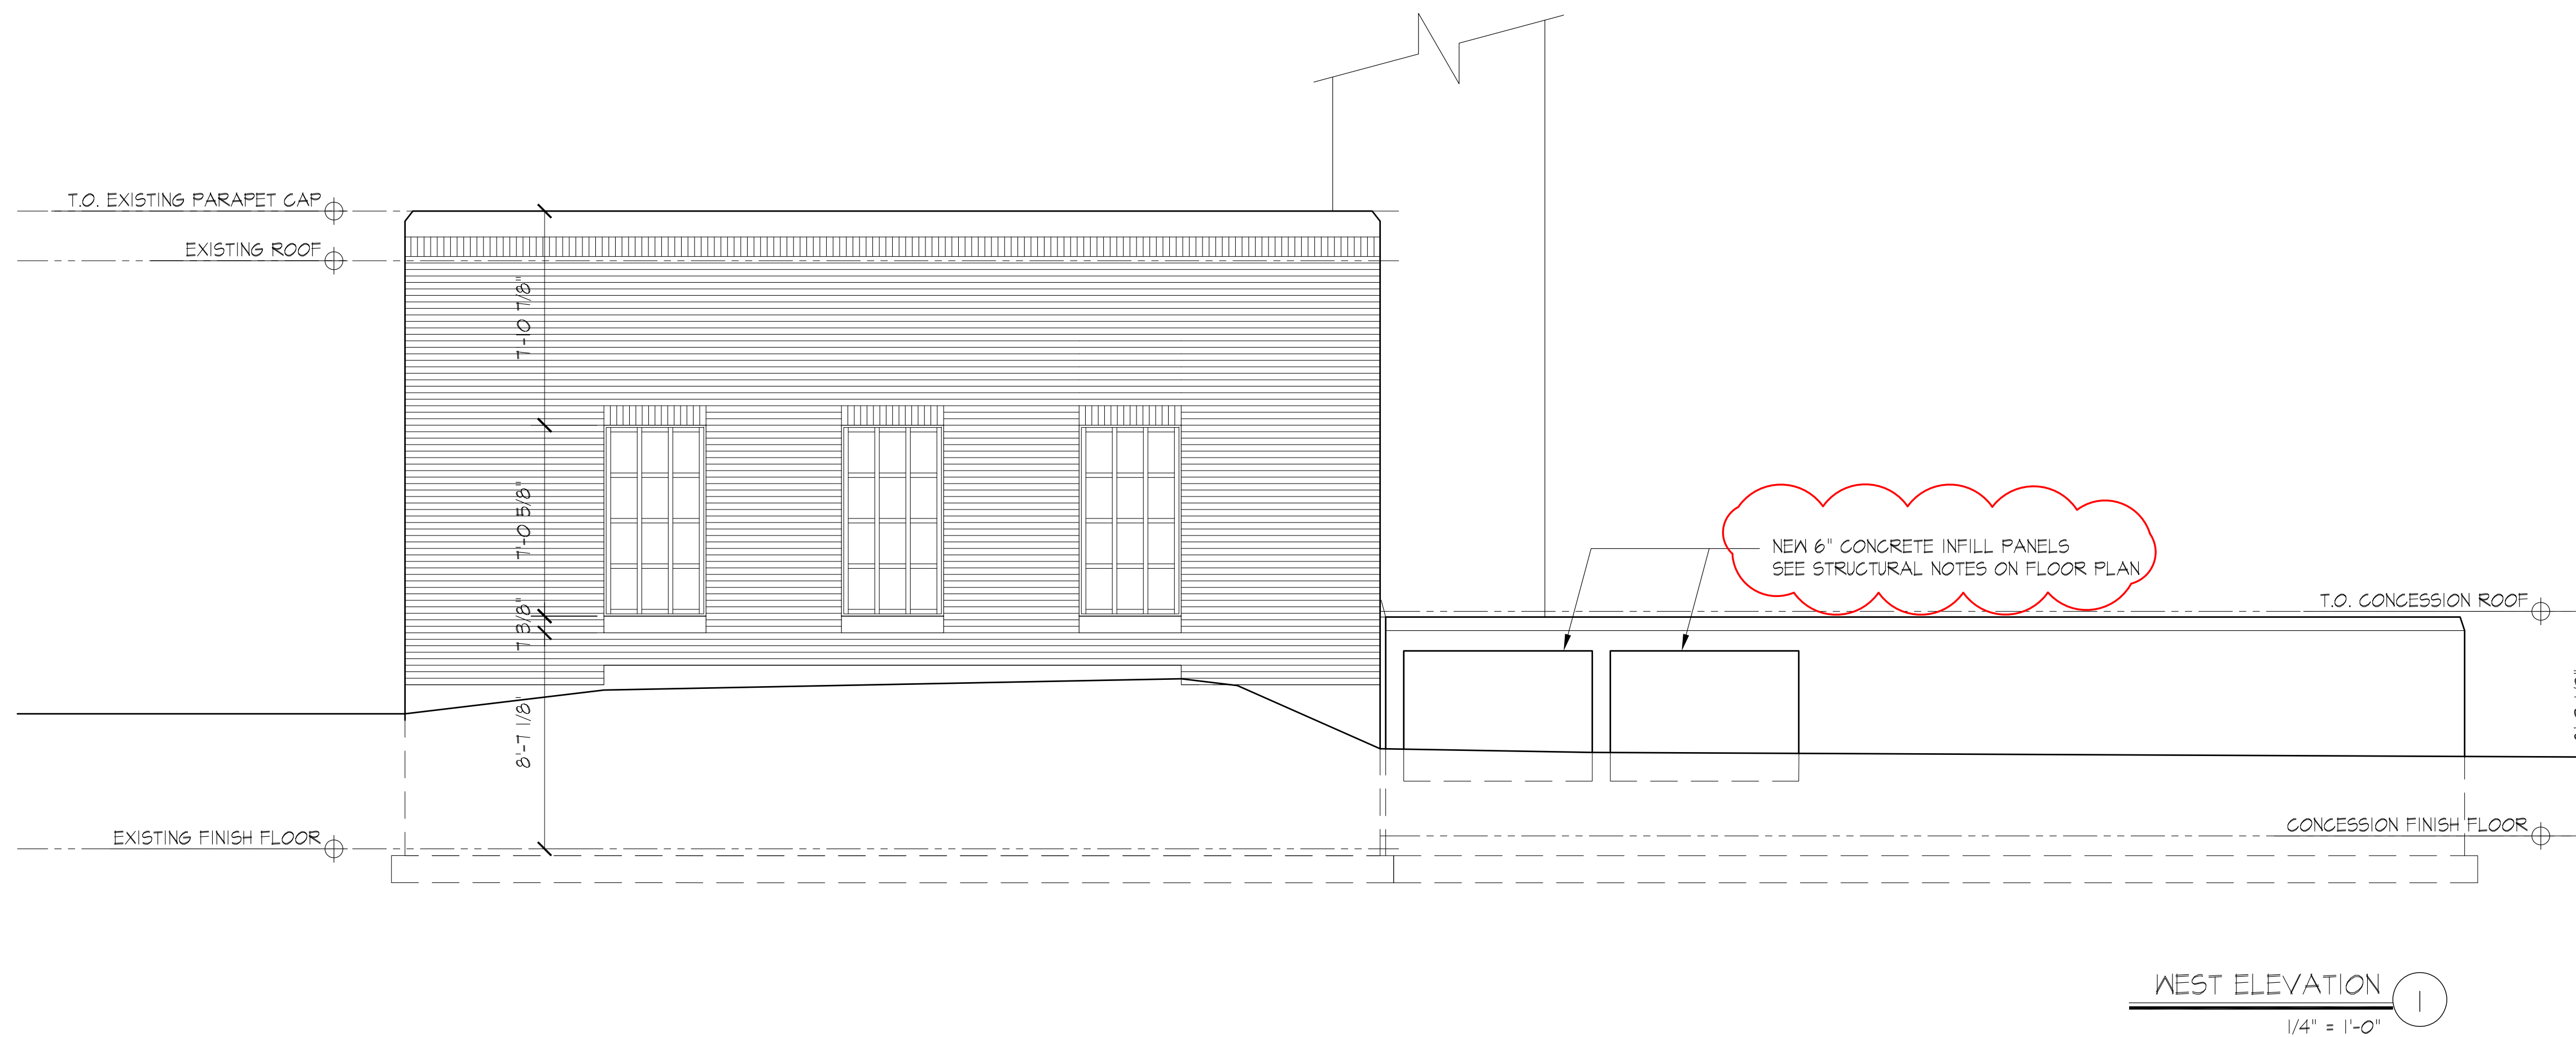 T.O. EXISTING PARAPET CAP
EXISTING ROOF
7'-10 7/8"
7'-0 5/8"
7 3/8"
8'-7 1/8"
NEW 6" CONCRETE INFILL PANELS
SEE STRUCTURAL NOTES ON FLOOR PLAN
T.O. CONCESSION ROOF
EXISTING FINISH FLOOR
CONCESSION FINISH FLOOR
WEST ELEVATION
1
1/4" = 1'-0"